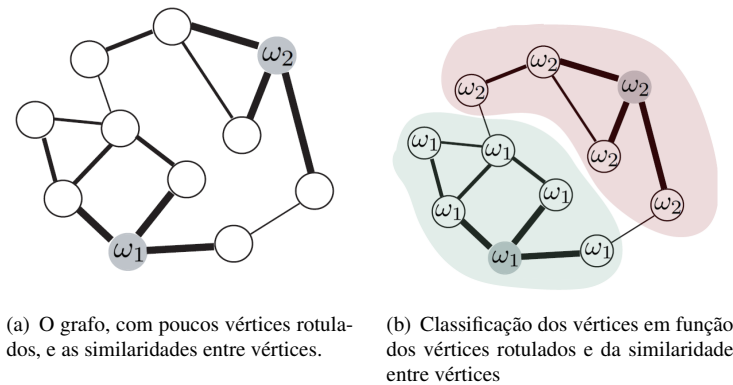 ω2
ω1
ω2
ω2
ω2
ω1
ω1
ω2
ω1
ω1
ω2
ω1
ω1
(a) O grafo, com poucos vértices rotula-
dos, e as similaridades entre vértices.
(b) Classificação dos vértices em função
dos vértices rotulados e da similaridade
entre vértices